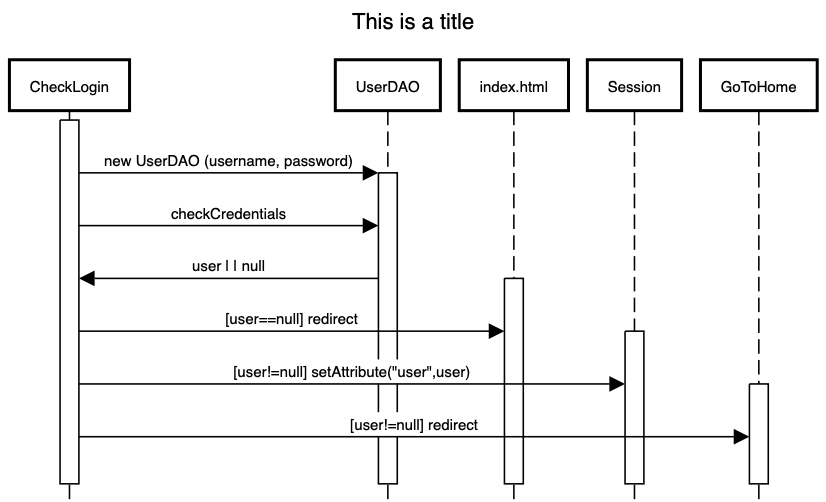 This is a title
CheckLogin
UserDAO
index.html
Session
GoToHome
new UserDAO (username, password)
checkCredentials
user | | null
[user==null] redirect
[user!=null] setAttribute("user",user)
[user!=null] redirect